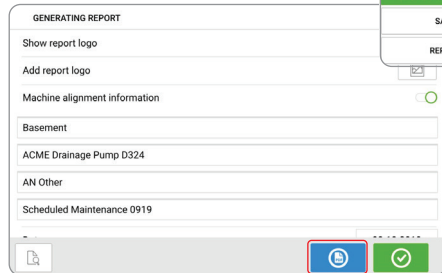 GENERATING REPORT
Show report logo
Add report logo
Machine alignment information
Basement
ACME Drainage Pump D324
AN Other
Scheduled Maintenance 0919